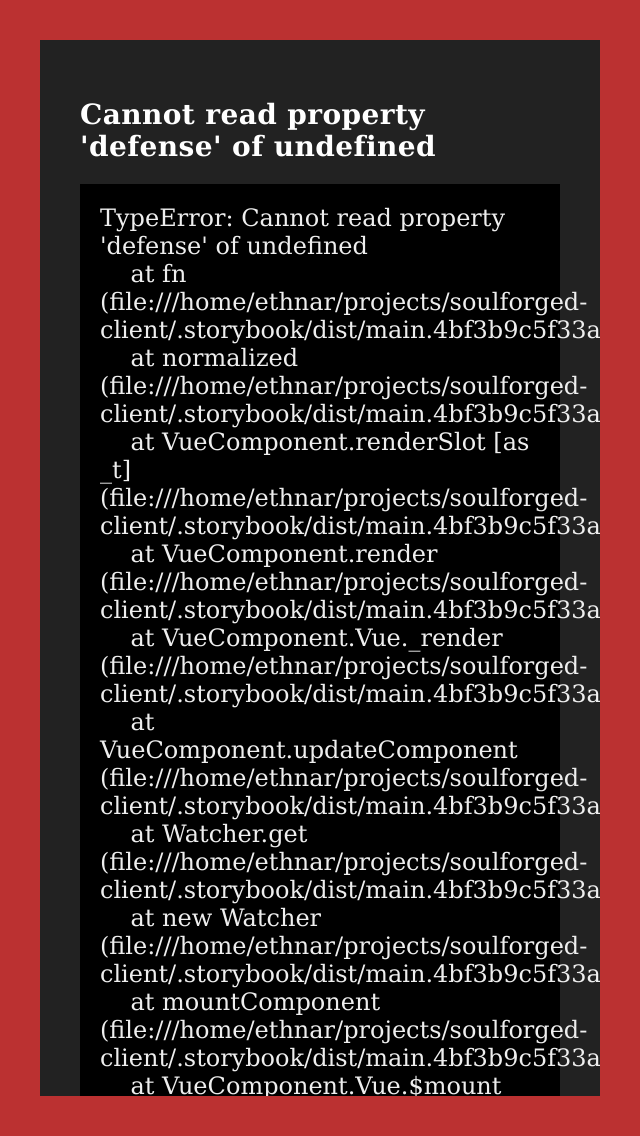 Cannot read property
'defense' of undefined
TypeError: Cannot read property
'defense' of undefined
at fn
(file:///home/ethnar/projects/soulforged-
client/.storybook/dist/main.4bf3b9c5f33a
at normalized
(file:///home/ethnar/projects/soulforged-
client/.storybook/dist/main.4bf3b9c5f33a
at VueComponent.renderSlot [as
_t]
(file:///home/ethnar/projects/soulforged-
client/.storybook/dist/main.4bf3b9c5f33a
at VueComponent.render
(file:///home/ethnar/projects/soulforged-
client/.storybook/dist/main.4bf3b9c5f33a
at VueComponent.Vue._render
(file:///home/ethnar/projects/soulforged-
client/.storybook/dist/main.4bf3b9c5f33a
at
VueComponent.updateComponent
(file:///home/ethnar/projects/soulforged-
client/.storybook/dist/main.4bf3b9c5f33a
at Watcher.get
(file:///home/ethnar/projects/soulforged-
client/.storybook/dist/main.4bf3b9c5f33a
at new Watcher
(file:///home/ethnar/projects/soulforged-
client/.storybook/dist/main.4bf3b9c5f33a
at mountComponent
(file:///home/ethnar/projects/soulforged-
client/.storybook/dist/main.4bf3b9c5f33a
at VueComponent.Vue.$mount